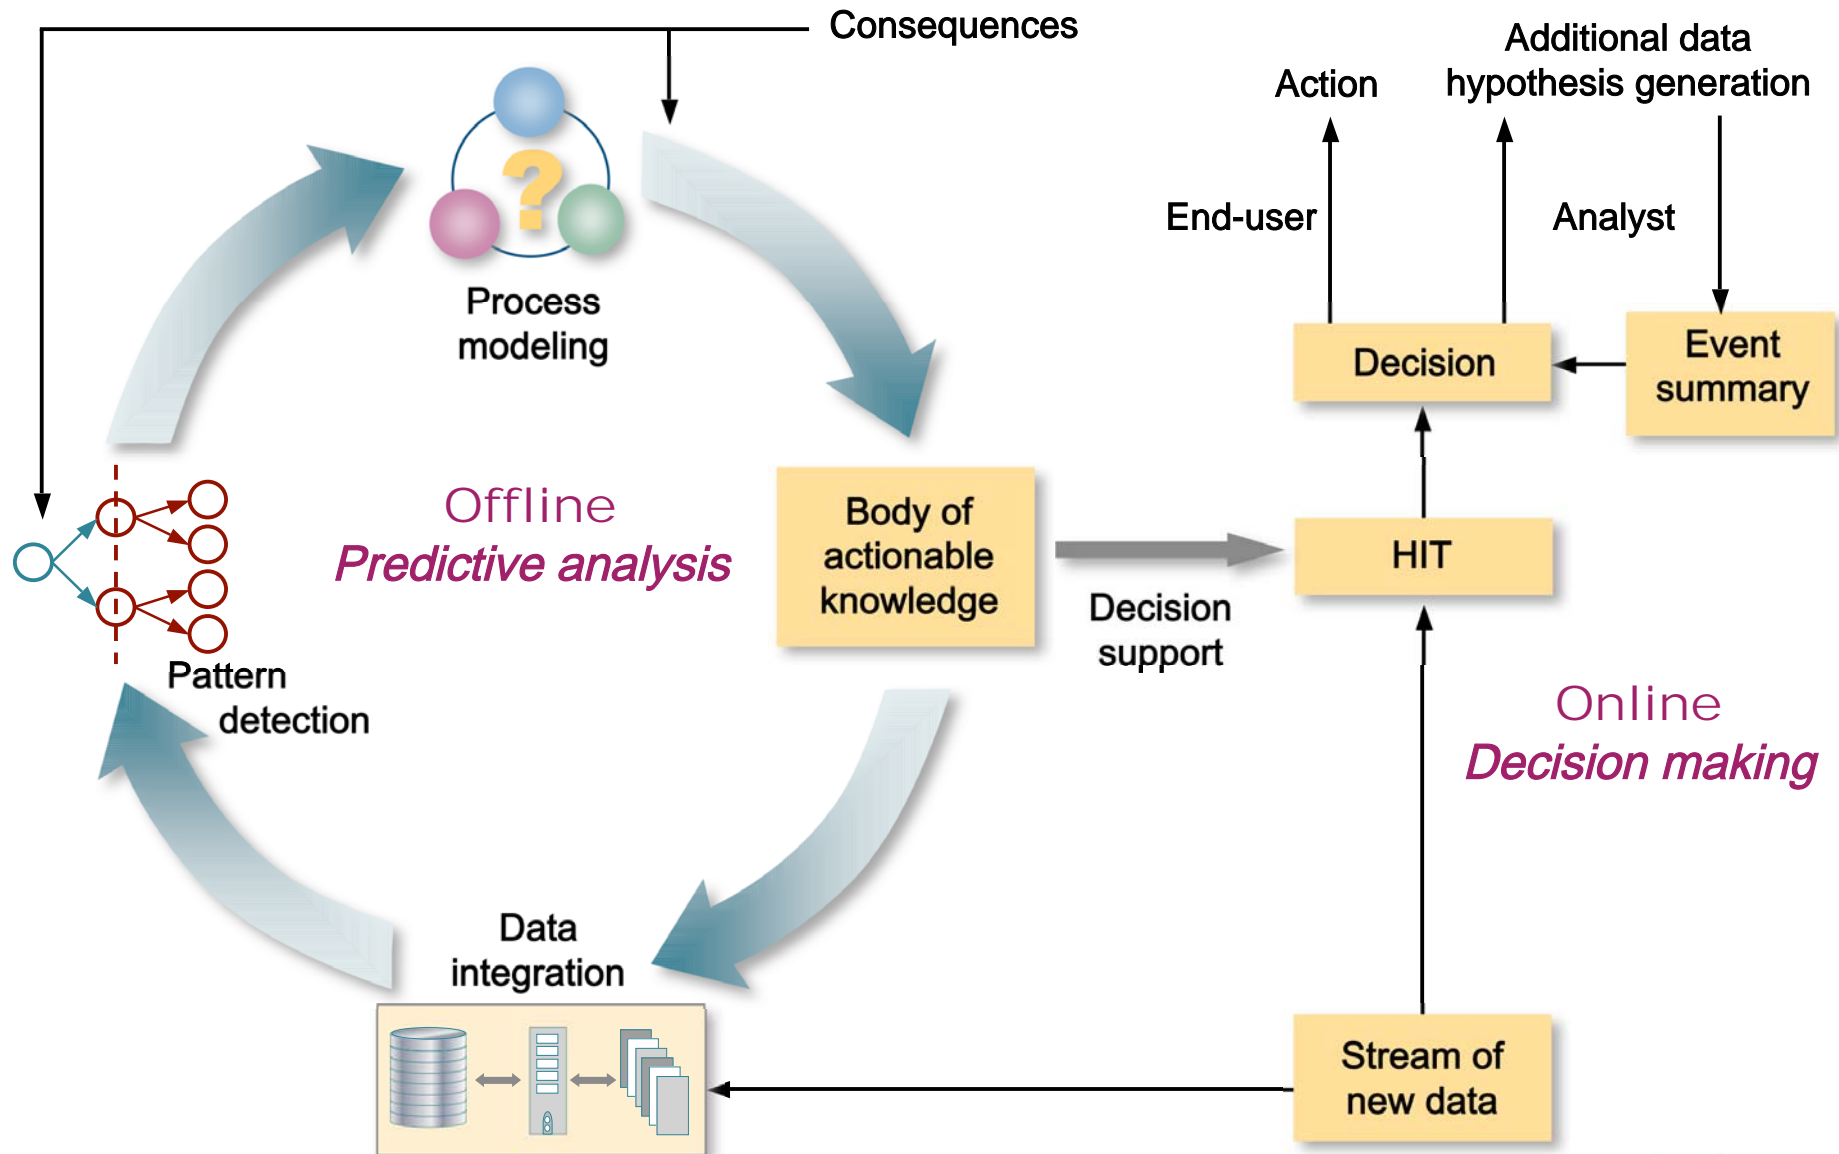 Consequences
Additional data
hypothesis generation
Action
End-user
Analyst
?
Process
modeling
Decision
Event
summary
Offline
Predictive analysis
Body of
actionable
knowledge
HIT
Decision
support
Pattern
detection
Online
Decision making
Data
integration
Stream of
new data